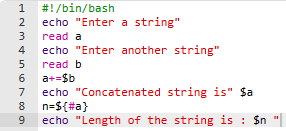 1 #!/bin/bash
2 echo "Enter a string"
3 read a
4 echo "Enter another string"
5 read b
6 a+=$b
7 echo "Concatenated string is" $a
8 n=${#a}
9 echo "Length of the string is : $n "